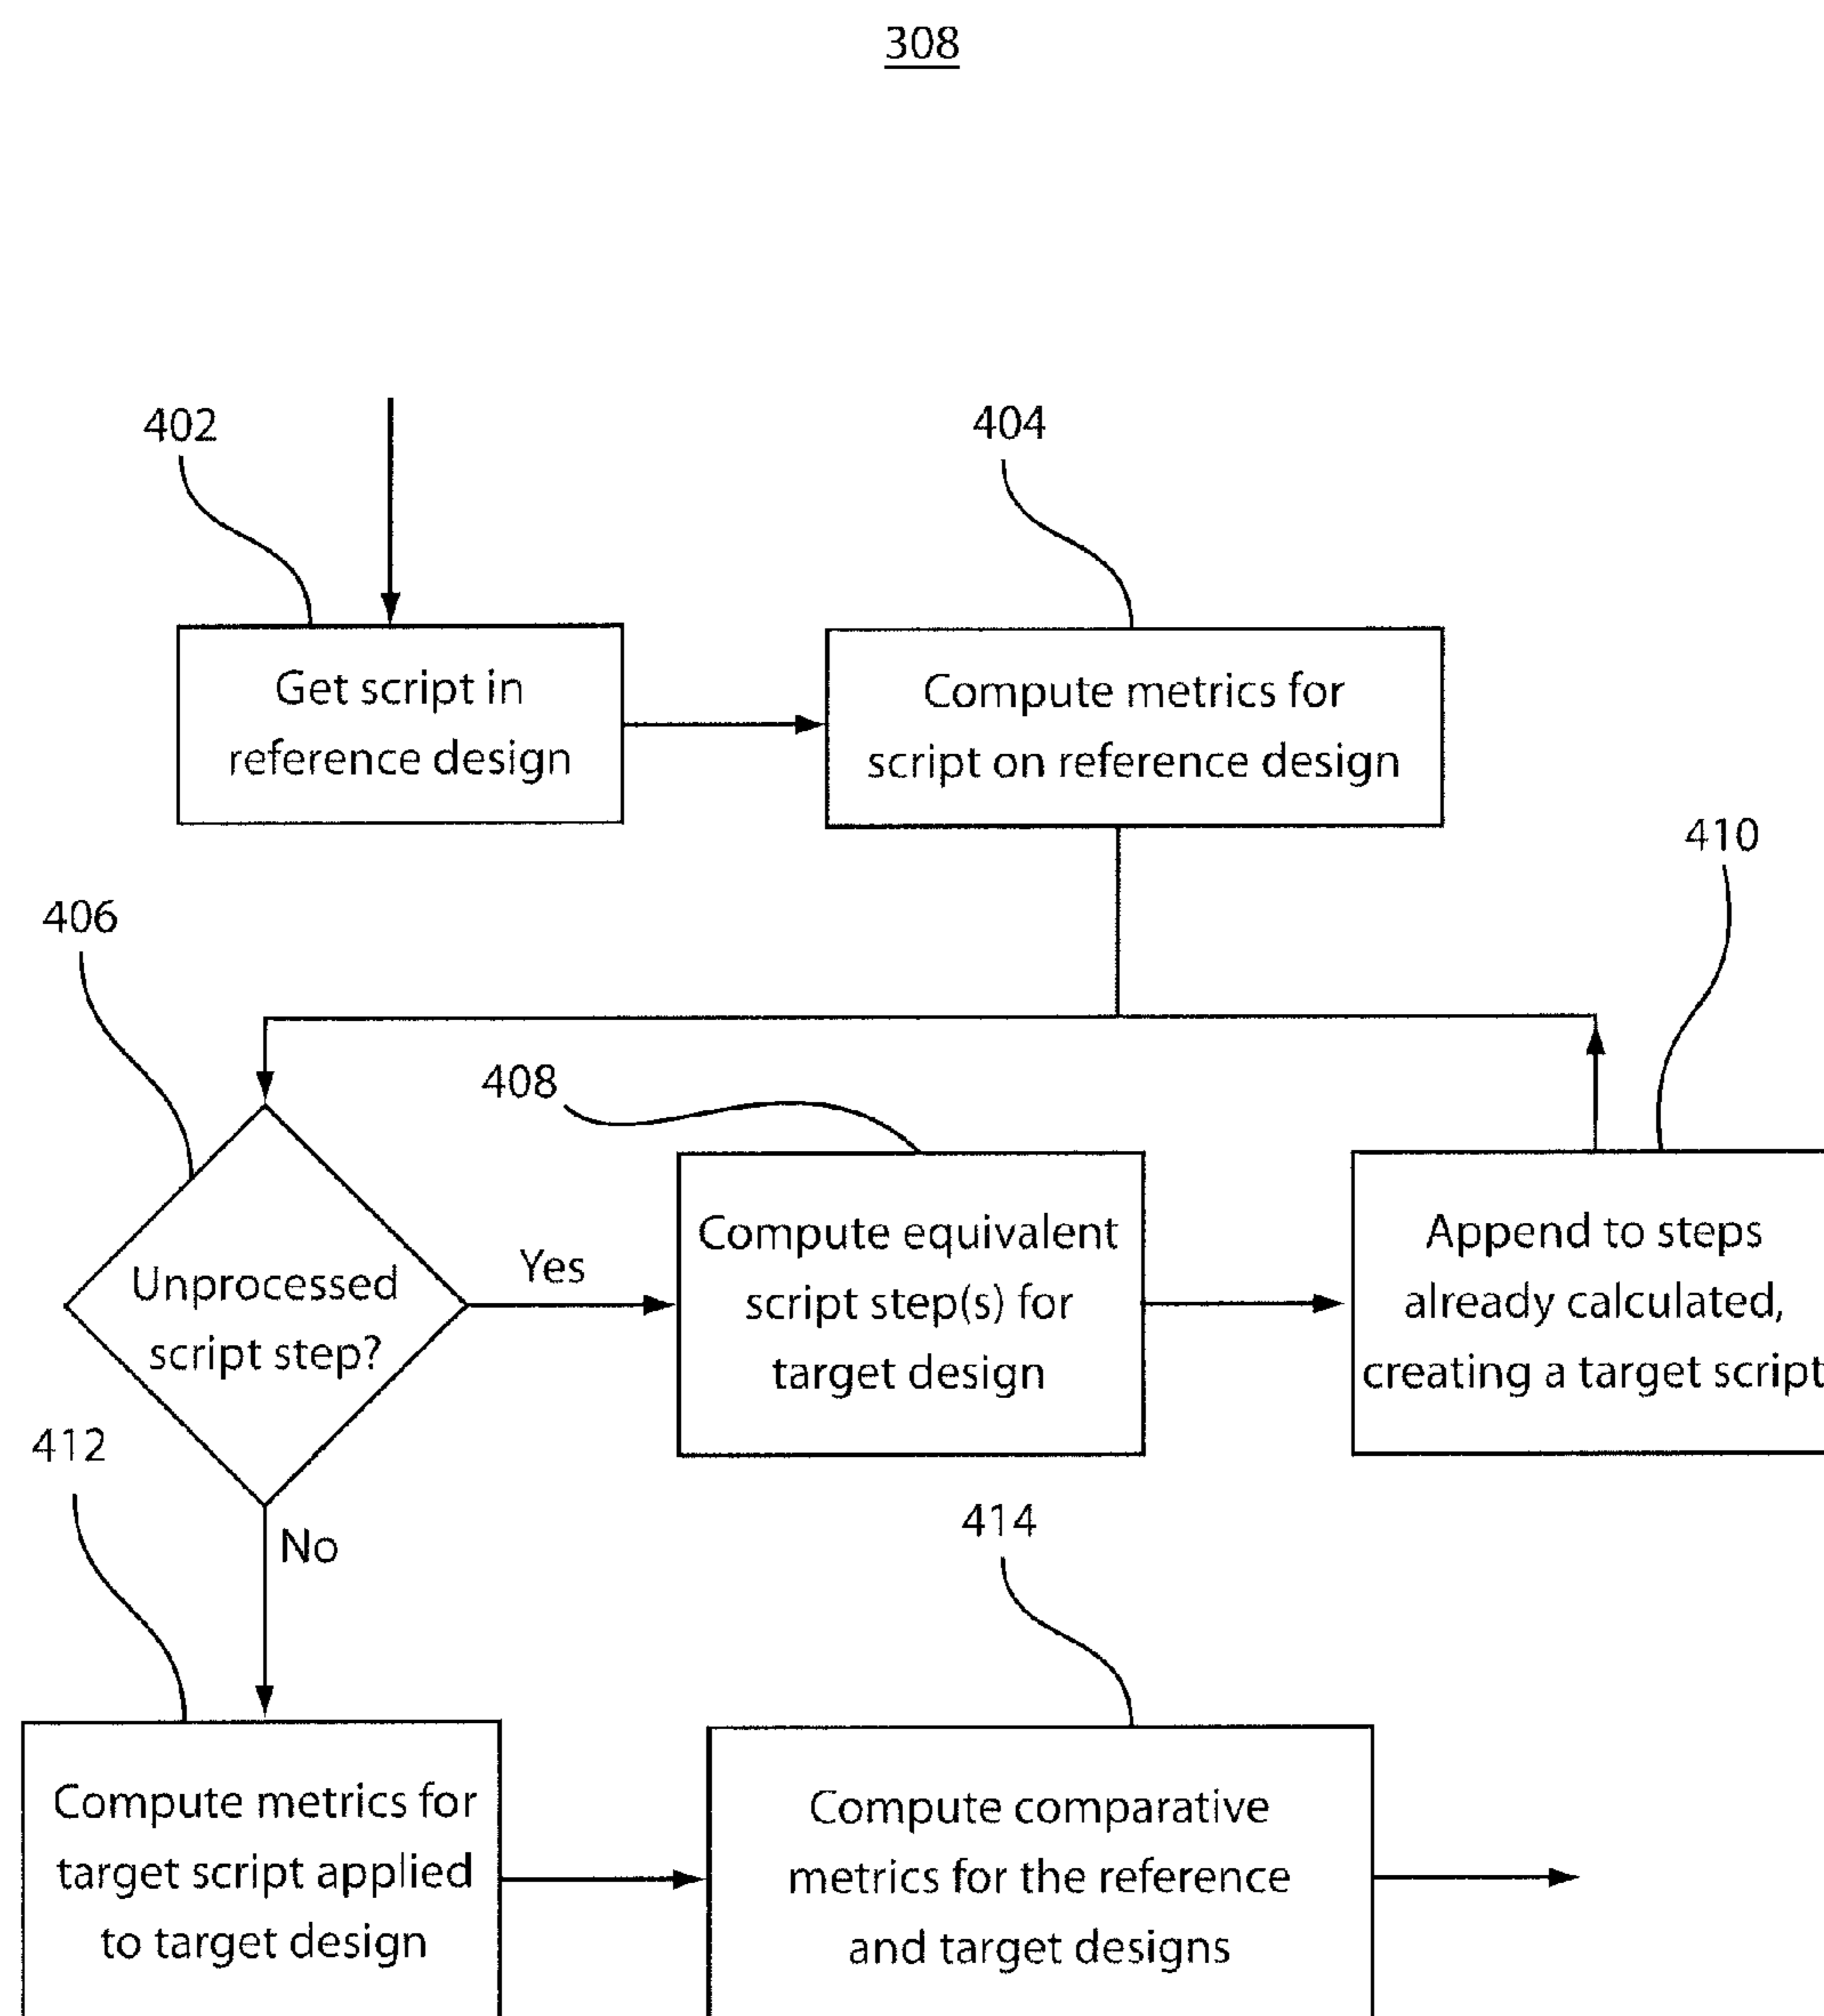 308
402
404
Get script in
reference design
Compute metrics for
script on reference design
410
406
408
Unprocessed
script step?
Yes
Compute equivalent
script step(s) for
target design
Append to steps
already calculated,
creating a target script
412
No
414
Compute metrics for
target script applied
to target design
Compute comparative
metrics for the reference
and target designs